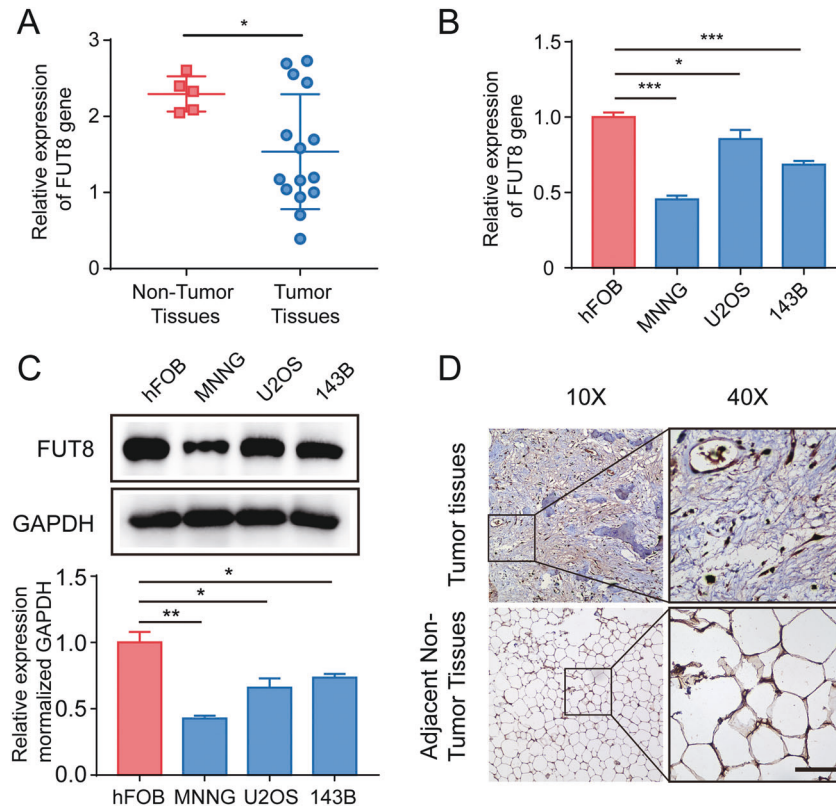 A
Relative expression
of FUT8 gene
3
2
1
0
*
Non-Tumor
Tissues
Tumor
Tissues
B
Relative expression
of FUT8 gene
1.5
1.0
0.5
0.0
***
*
***
hFOB
MNNG
U2OS
143B
C
hFOB
MNNG
U2OS
143B
FUT8
GAPDH
Relative expression
mormalized GAPDH
1.5
1.0
0.5
0.0
*
*
**
hFOB
MNNG
U2OS
143B
D
10X
40X
Tumor tissues
Adjacent Non-
Tumor Tissues